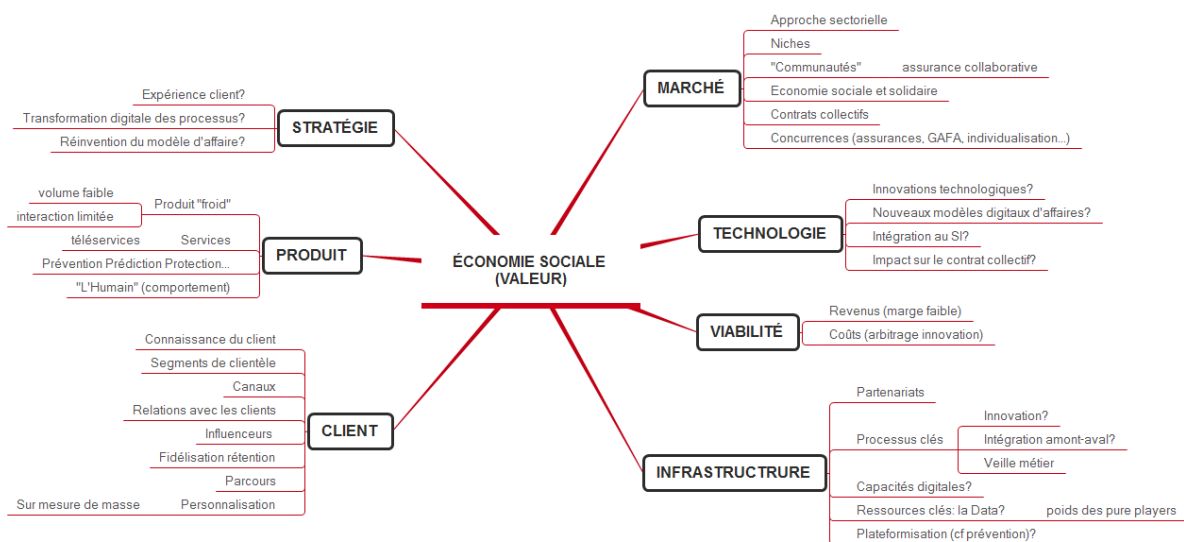 ÉCONOMIE SOCIALE
(VALEUR)
STRATÉGIE
Expérience client?
Transformation digitale des processus?
Réinvention du modèle d'affaire?
PRODUIT
Produit "froid"
volume faible
interaction limitée
Services
téléservices
Prévention Prédiction Protection...
"L'Humain" (comportement)
CLIENT
Connaissance du client
Segments de clientèle
Canaux
Relations avec les clients
Influenceurs
Fidélisation rétention
Parcours
Personnalisation
Sur mesure de masse
MARCHÉ
Approche sectorielle
Niches
"Communautés"
assurance collaborative
Economie sociale et solidaire
Contrats collectifs
Concurrences (assurances, GAFA, individualisation...)
TECHNOLOGIE
Innovations technologiques?
Nouveaux modèles digitaux d'affaires?
Intégration au SI?
Impact sur le contrat collectif?
VIABILITÉ
Revenus (marge faible)
Coûts (arbitrage innovation)
INFRASTRUCTRURE
Partenariats
Processus clés
Innovation?
Intégration amont-aval?
Veille métier
Capacités digitales?
Ressources clés: la Data?
poids des pure players
Plateformisation (cf prévention)?